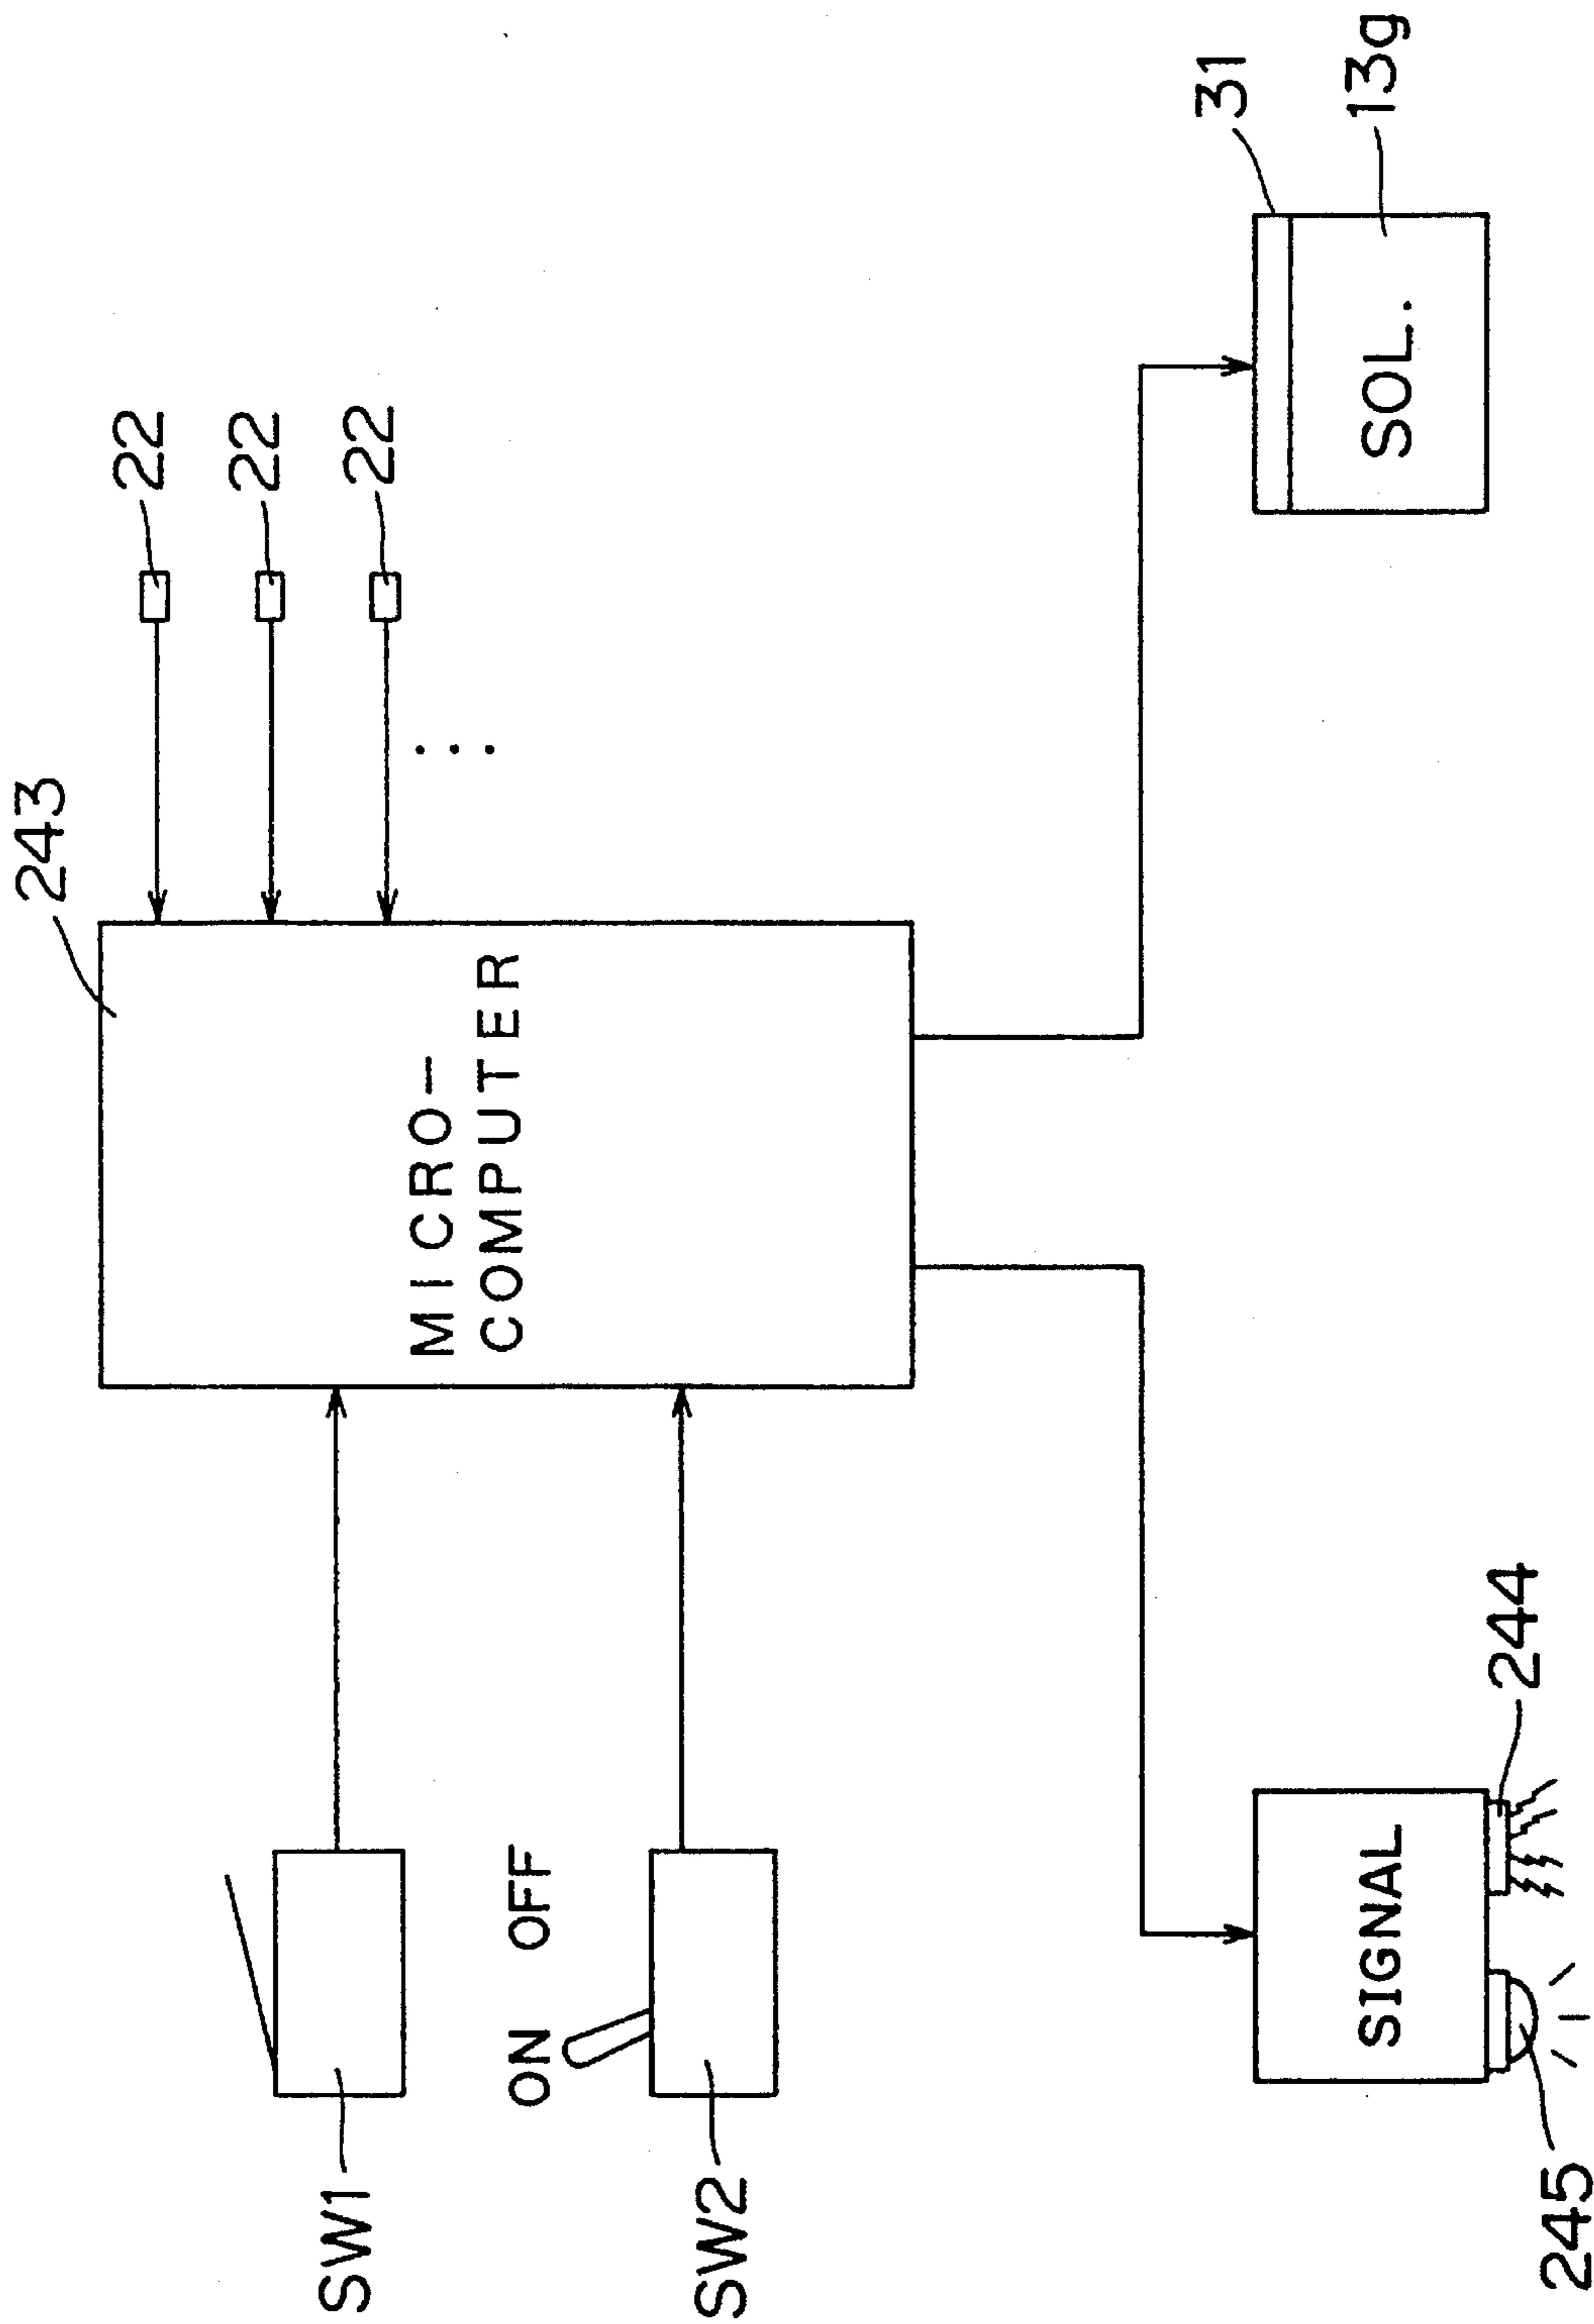 243
22
22
22
MICRO-
COMPUTER
SW1
ON OFF
SW2
31
SOL.
13g
SIGNAL
244
245